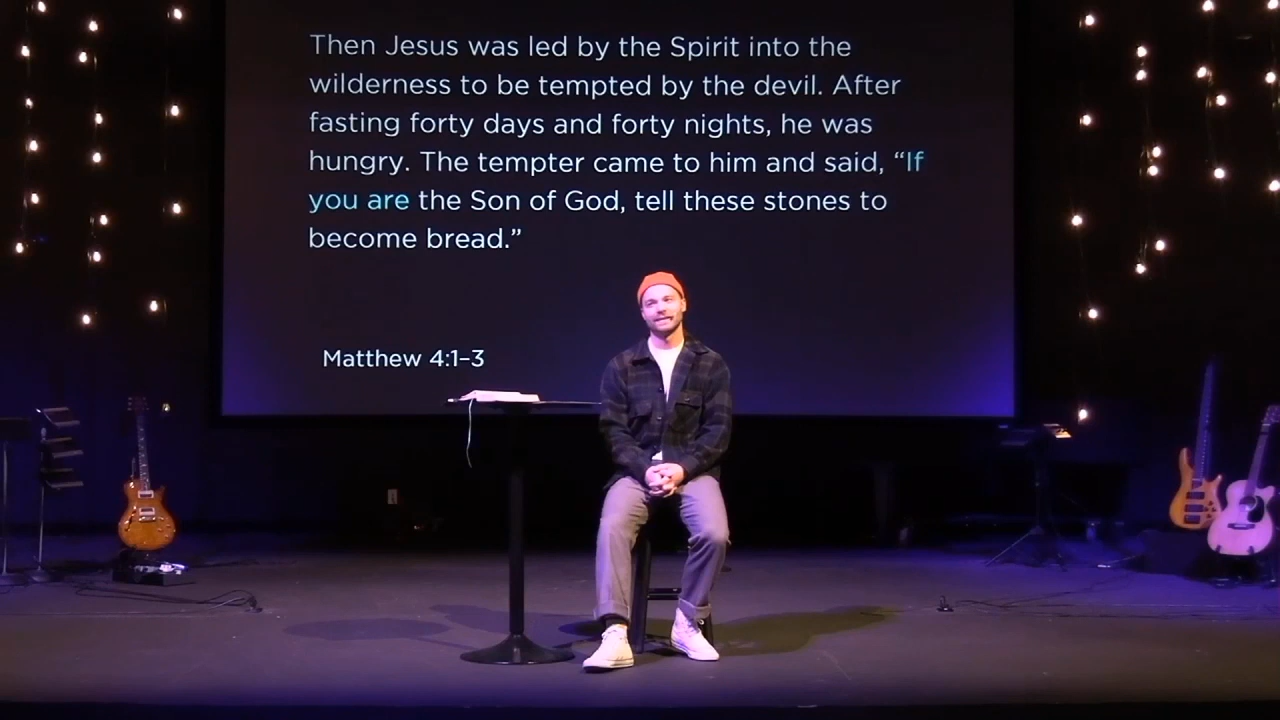 Then Jesus was led by the Spirit into the
wilderness to be tempted by the devil. After
fasting forty days and forty nights, he was
hungry. The tempter came to him and said, “If
you are the Son of God, tell these stones to
become bread.”
Matthew 4:1–3